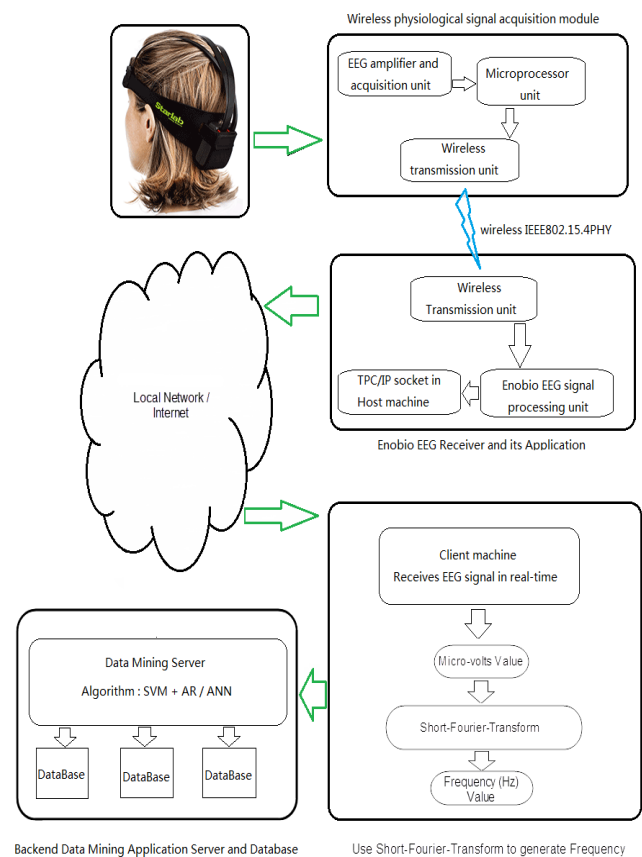 Wireless physiological signal acquisition module
Starlab
EEG amplifier and
acquisition unit
Microprocessor
unit
Wireless
transmission unit
wireless IEEE802.15.4PHY
Wireless
Transmission unit
TPC/IP socket in
Host machine
Enobio EEG signal
processing unit
Enobio EEG Receiver and its Application
Local Network /
Internet
Client machine
Receives EEG signal in real-time
Micro-volts Value
Short-Fourier-Transform
Frequency (Hz)
Value
Use Short-Fourier-Transform to generate Frequency
Data Mining Server
Algorithm : SVM + AR / ANN
DataBase
DataBase
DataBase
Backend Data Mining Application Server and Database